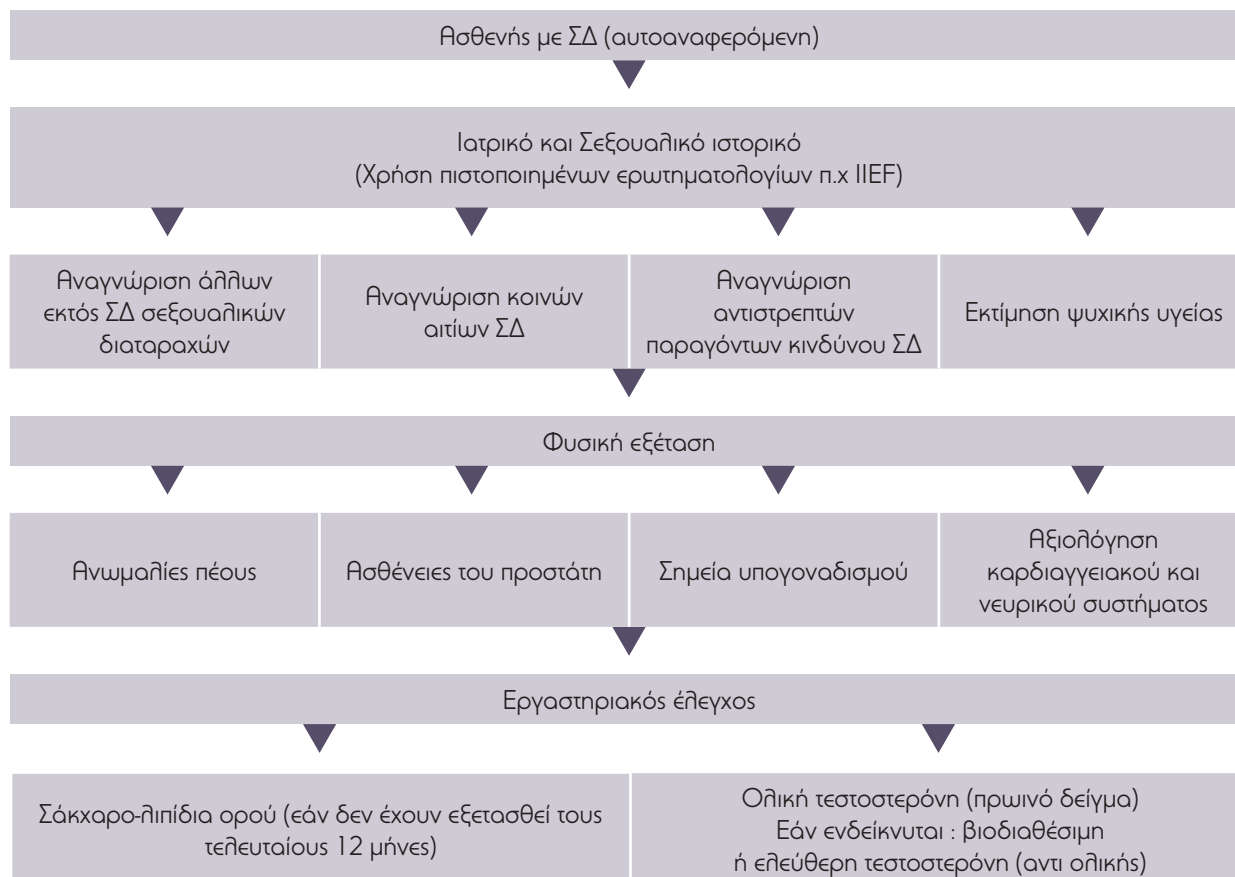 Ασθενής με ΣΔ (αυτοαναφερόμενη)
Ιατρικό και Σεξουαλικό ιστορικό
(Χρήση πιστοποιημένων ερωτηματολογίων π.χ IIEF)
Αναγνώριση άλλων
εκτός ΣΔ σεξουαλικών
διαταραχών
Αναγνώριση κοινών
αιτίων ΣΔ
Αναγνώριση
αντιστρεπτών
παραγόντων κινδύνου ΣΔ
Εκτίμηση ψυχικής υγείας
Φυσική εξέταση
Ανωμαλίες πέους
Ασθένειες του προστάτη
Σημεία υπογοναδισμού
Αξιολόγηση
καρδιαγγειακού και
νευρικού συστήματος
Εργαστηριακός έλεγχος
Σάκχαρο-λιπίδια ορού (εάν δεν έχουν εξετασθεί τους
τελευταίους 12 μήνες)
Ολική τεστοστερόνη (πρωινό δείγμα)
Εάν ενδείκνυται : βιοδιαθέσιμη
ή ελεύθερη τεστοστερόνη (αντι ολικής)